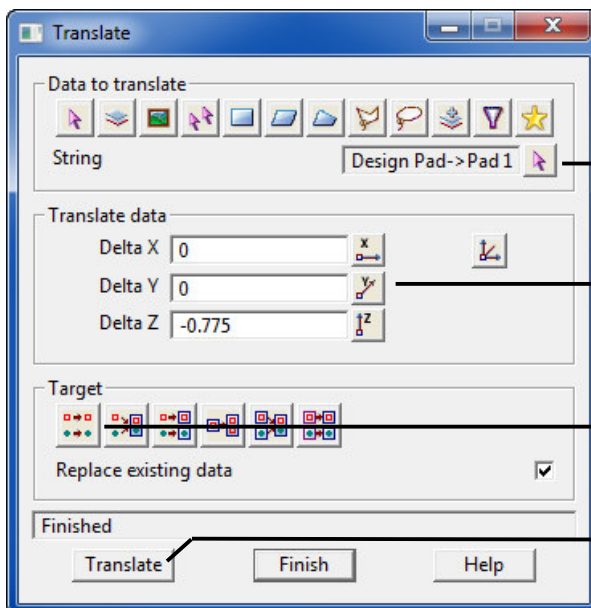 Translate
Data to translate
String Design Pad->Pad 1
Translate data
Delta X 0 X
Delta Y 0 Y
Delta Z -0.775 Z
Target
Replace existing data
Finished
Translate Finish Help